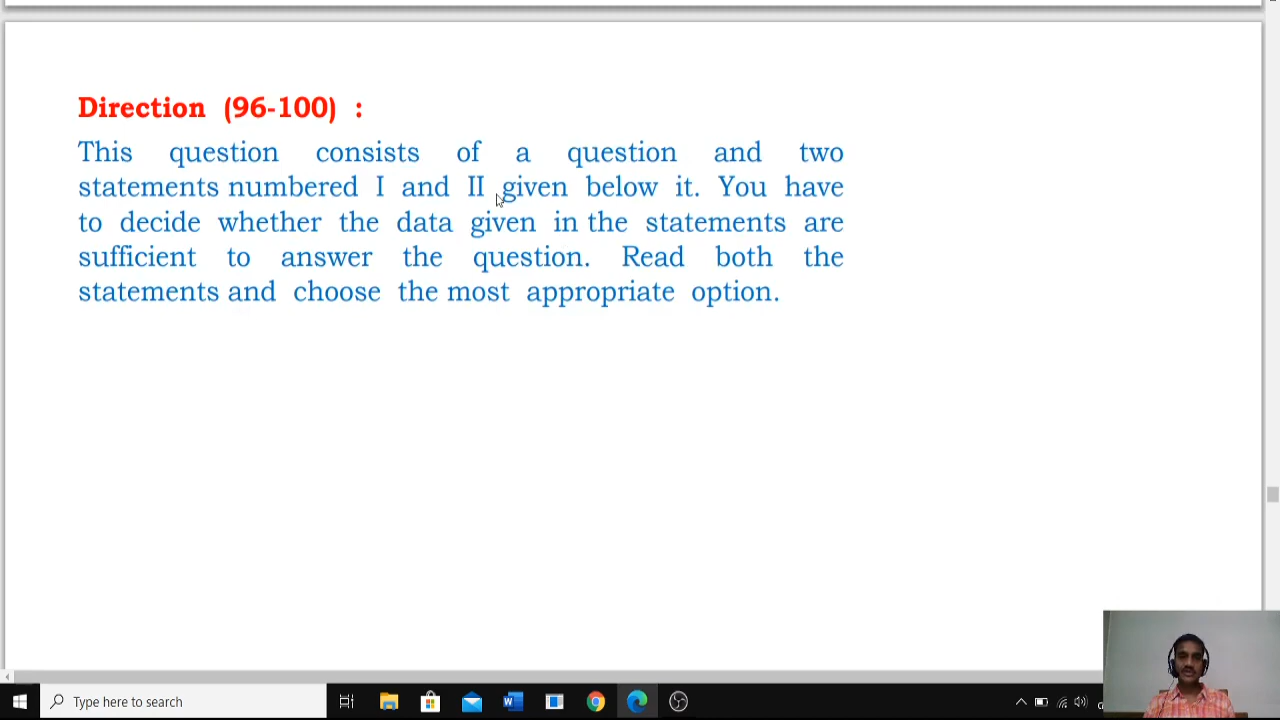 Direction (96-100) :
This question consists of a question and two
statements numbered I and II given below it. You have
to decide whether the data given in the statements are
sufficient to answer the question. Read both the
statements and choose the most appropriate option.
Type here to search